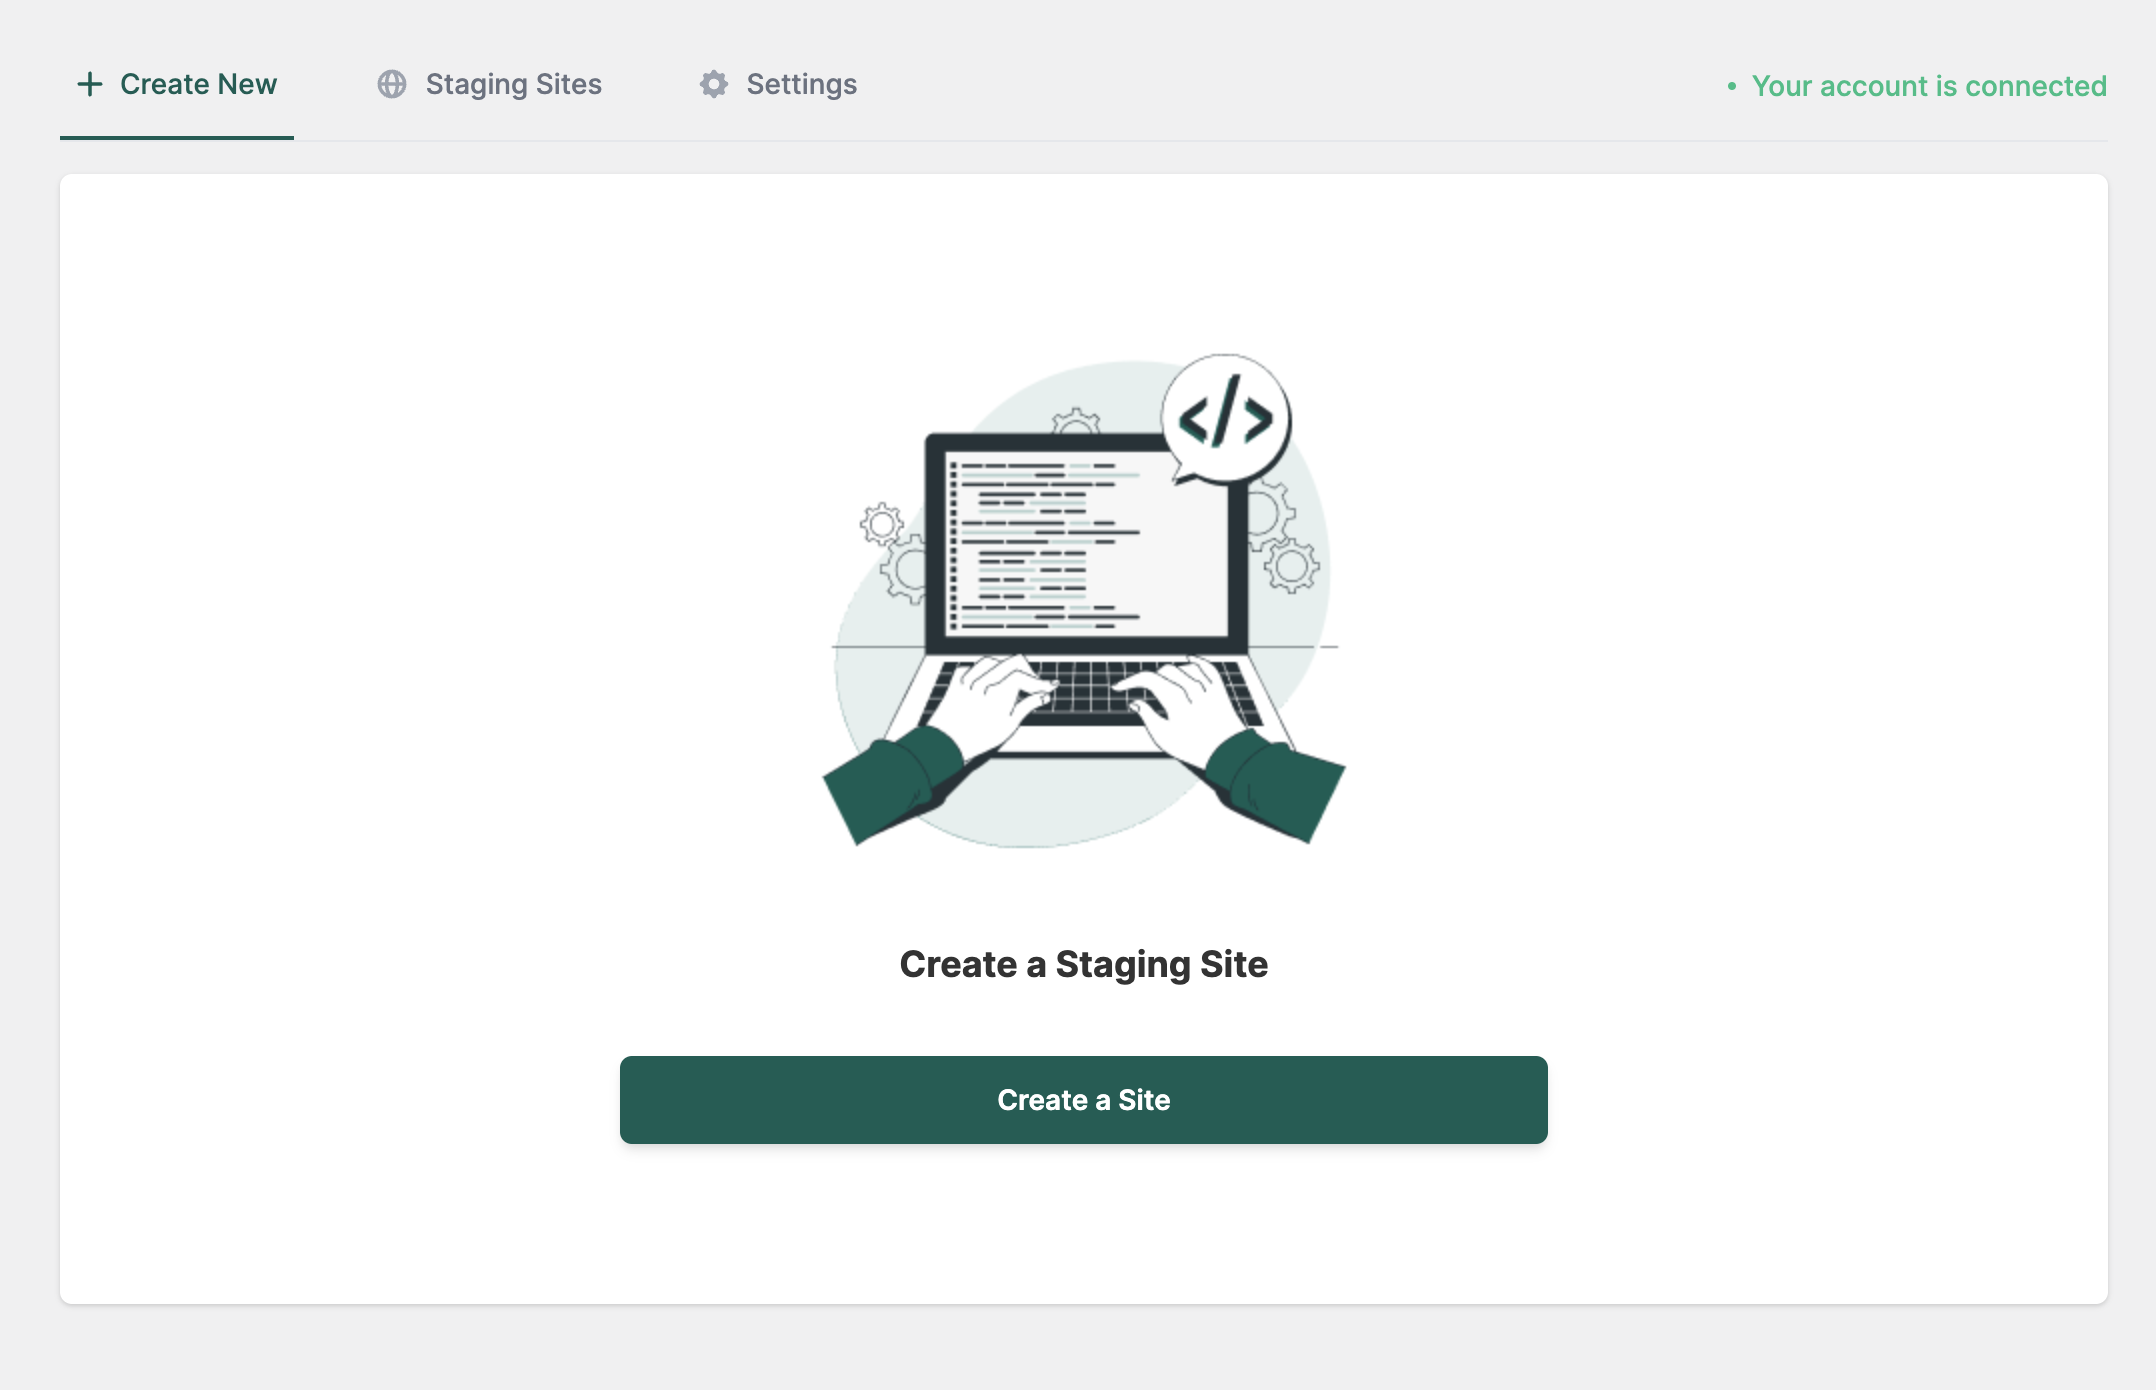 Create New
Staging Sites
Settings
• Your account is connected
</>
Create a Staging Site
Create a Site